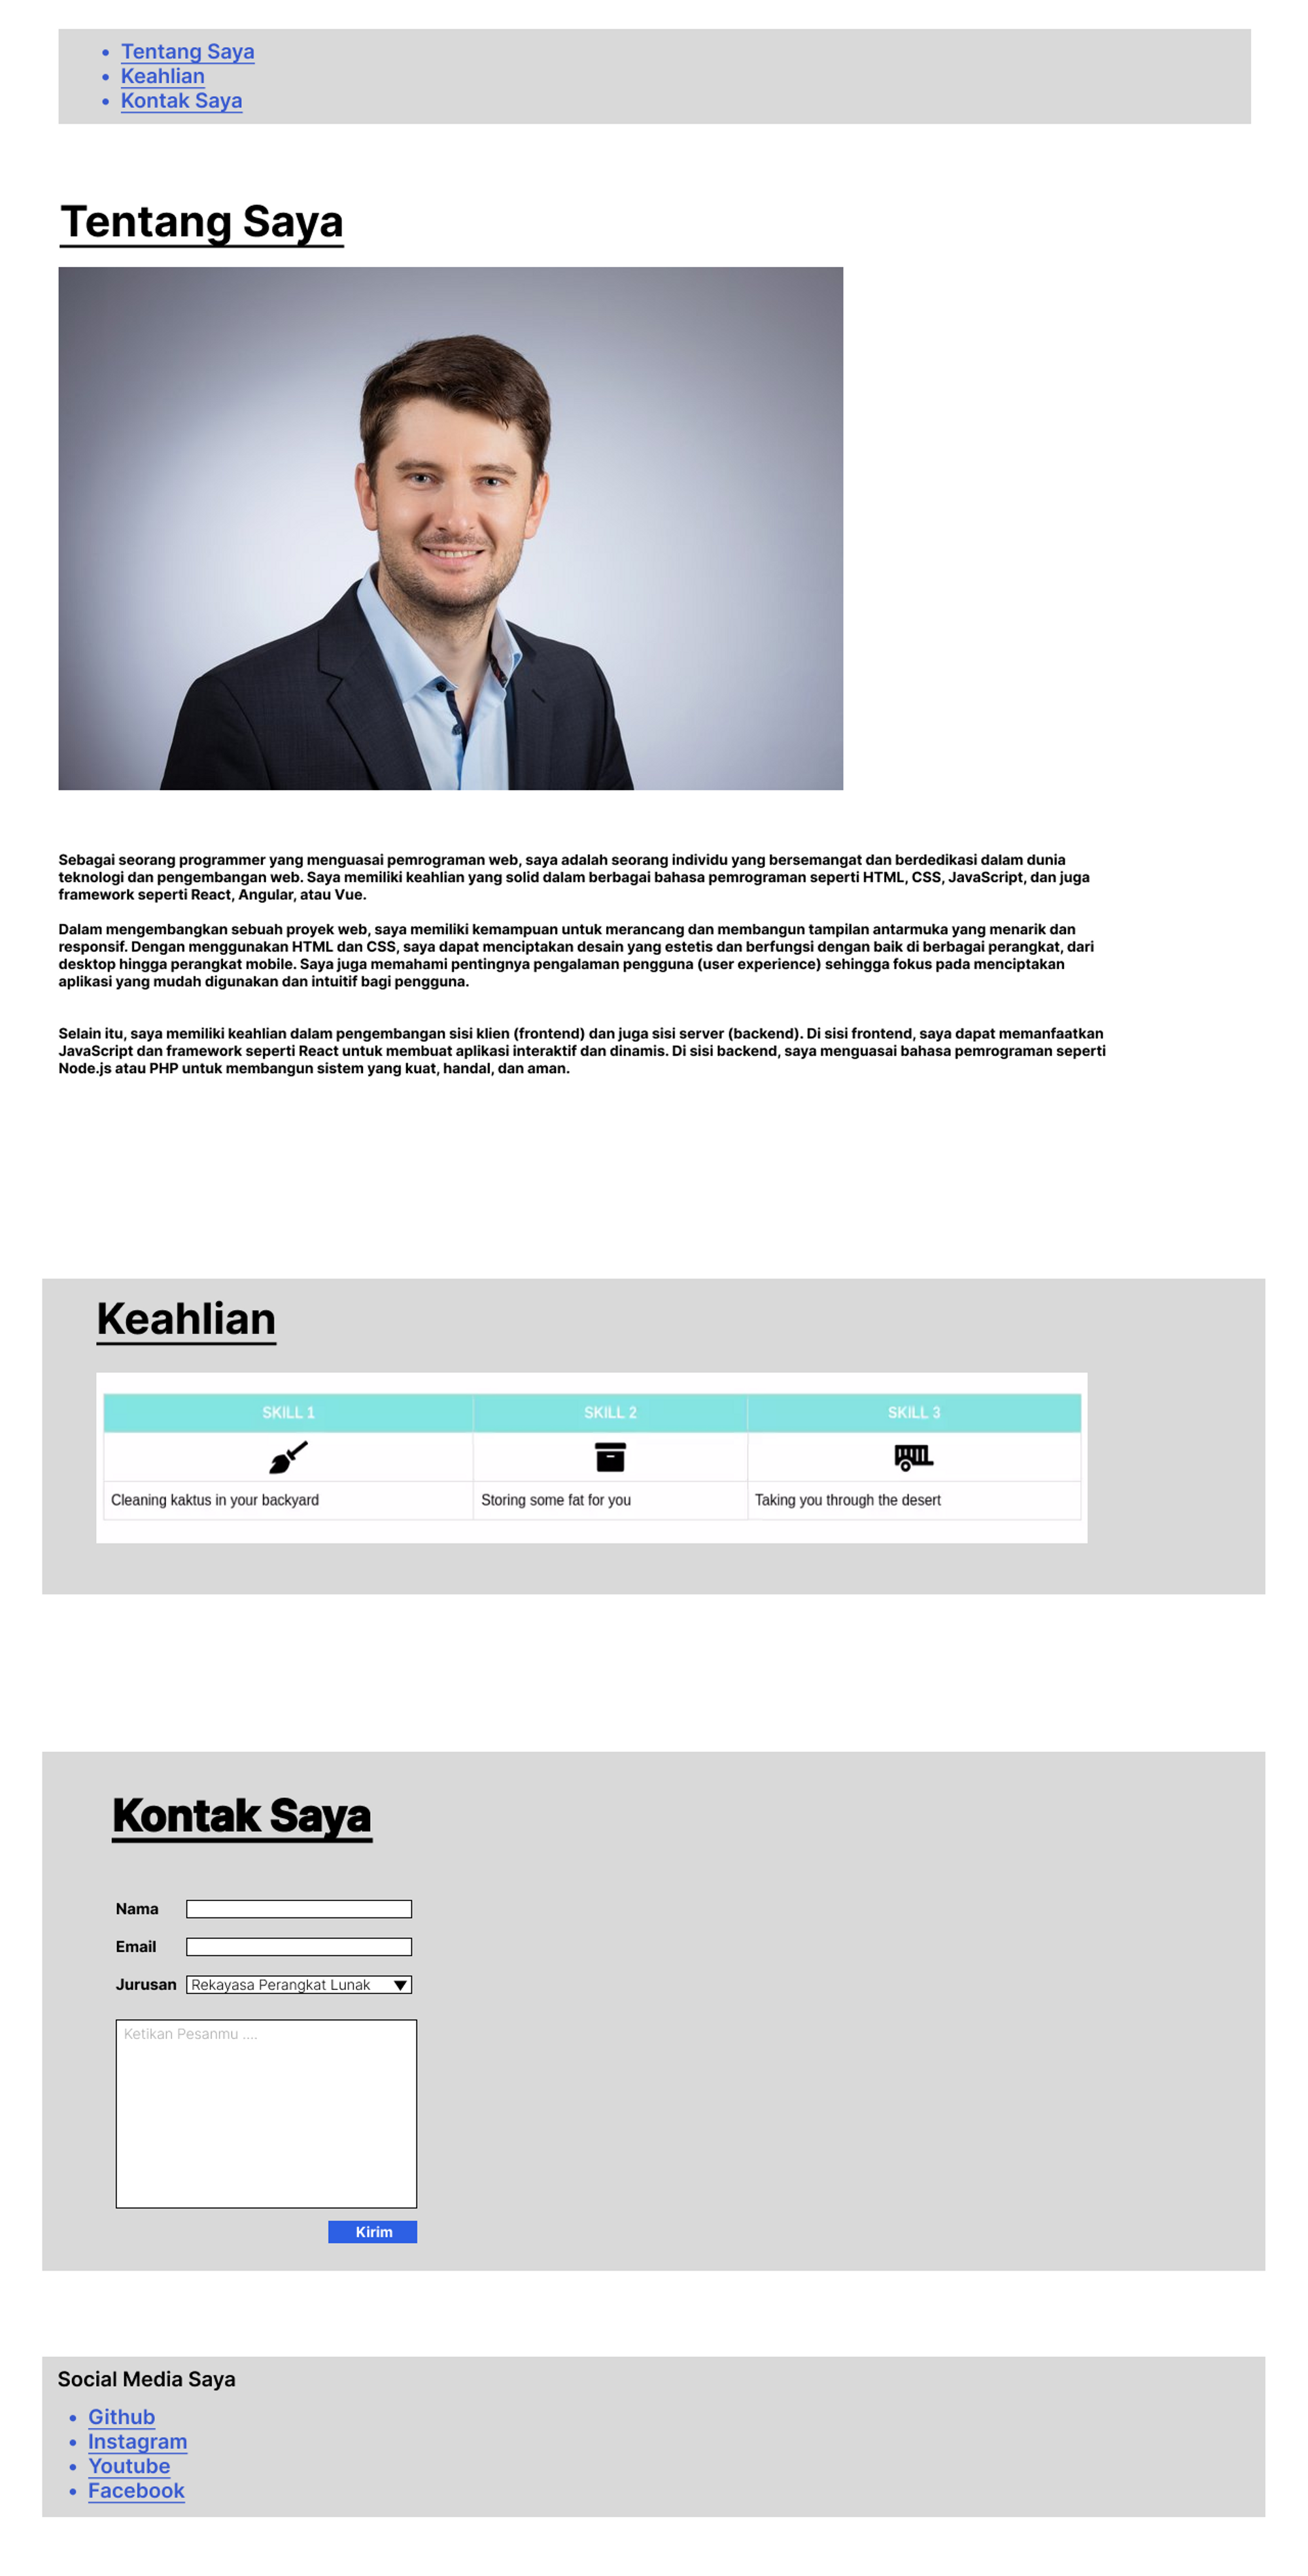 Tentang Saya
Keahlian
Kontak Saya
Tentang Saya
Sebagai seorang programmer yang menguasai pemrograman web, saya adalah seorang individu yang bersemangat dan berdedikasi dalam dunia
teknologi dan pengembangan web. Saya memiliki keahlian yang solid dalam berbagai bahasa pemrograman seperti HTML, CSS, JavaScript, dan juga
framework seperti React, Angular, atau Vue.
Dalam mengembangkan sebuah proyek web, saya memiliki kemampuan untuk merancang dan membangun tampilan antarmuka yang menarik dan
responsif. Dengan menggunakan HTML dan CSS, saya dapat menciptakan desain yang estetis dan berfungsi dengan baik di berbagai perangkat, dari
desktop hingga perangkat mobile. Saya juga memahami pentingnya pengalaman pengguna (user experience) sehingga fokus pada menciptakan
aplikasi yang mudah digunakan dan intuitif bagi pengguna.
Selain itu, saya memiliki keahlian dalam pengembangan sisi klien (frontend) dan juga sisi server (backend). Di sisi frontend, saya dapat memanfaatkan
JavaScript dan framework seperti React untuk membuat aplikasi interaktif dan dinamis. Di sisi backend, saya menguasai bahasa pemrograman seperti
Node.js atau PHP untuk membangun sistem yang kuat, handal, dan aman.
Keahlian
SKILL 1 SKILL 2 SKILL 3
Cleaning kaktus in your backyard Storing some fat for you Taking you through the desert
Kontak Saya
Nama
Email
Jurusan Rekayasa Perangkat Lunak
Ketikan Pesanmu ....
Kirim
Social Media Saya
Github
Instagram
Youtube
Facebook